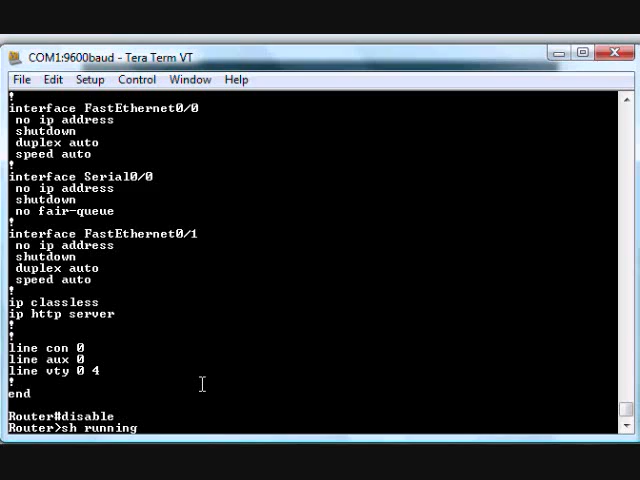 COM1:9600baud - Tera Term VT
File Edit Setup Control Window Help
!
interface FastEthernet0/0
 no ip address
 shutdown
 duplex auto
 speed auto
!
interface Serial0/0
 no ip address
 shutdown
 no fair-queue
!
interface FastEthernet0/1
 no ip address
 shutdown
 duplex auto
 speed auto
!
ip classless
ip http server
!
!
line con 0
line aux 0
line vty 0 4
!
end
Router#disable
Router>sh running